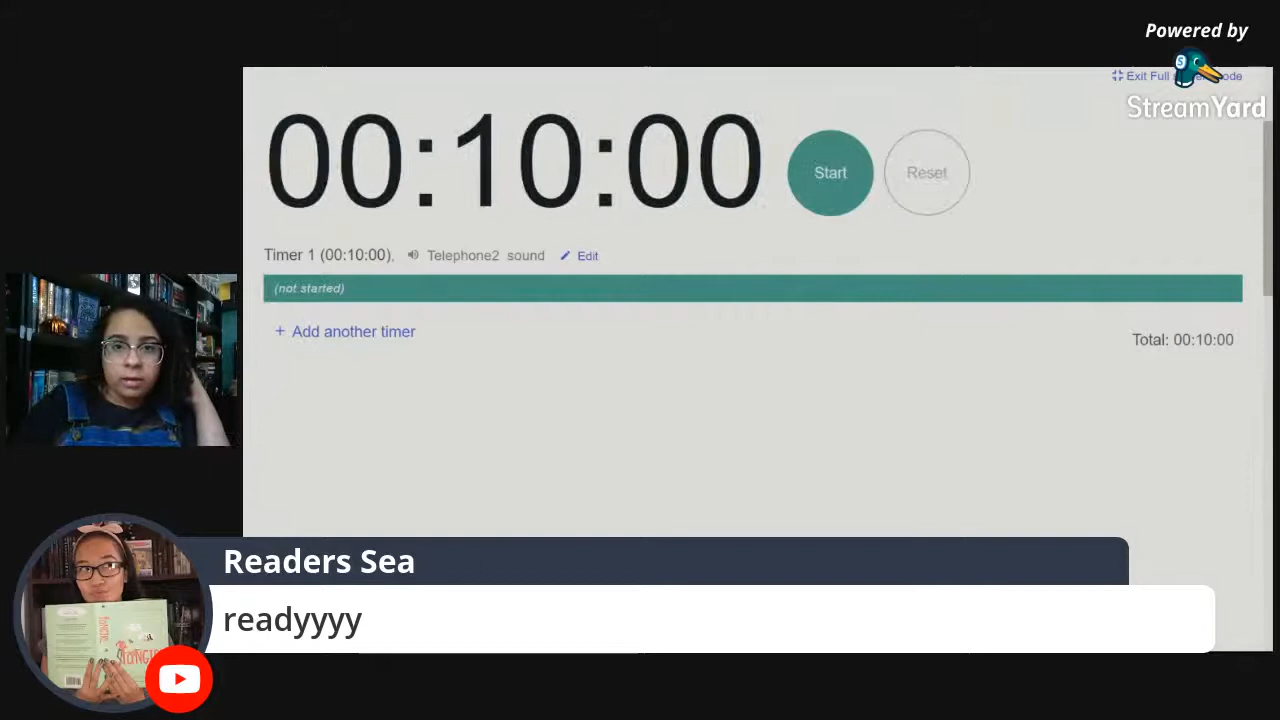 Powered by
StreamYard
Exit Full
00:10:00
Start
Reset
Timer 1 (00:10:00),
Telephone2 sound
Edit
(not started)
+ Add another timer
Total: 00:10:00
Readers Sea
readyyyy
FANGIRL